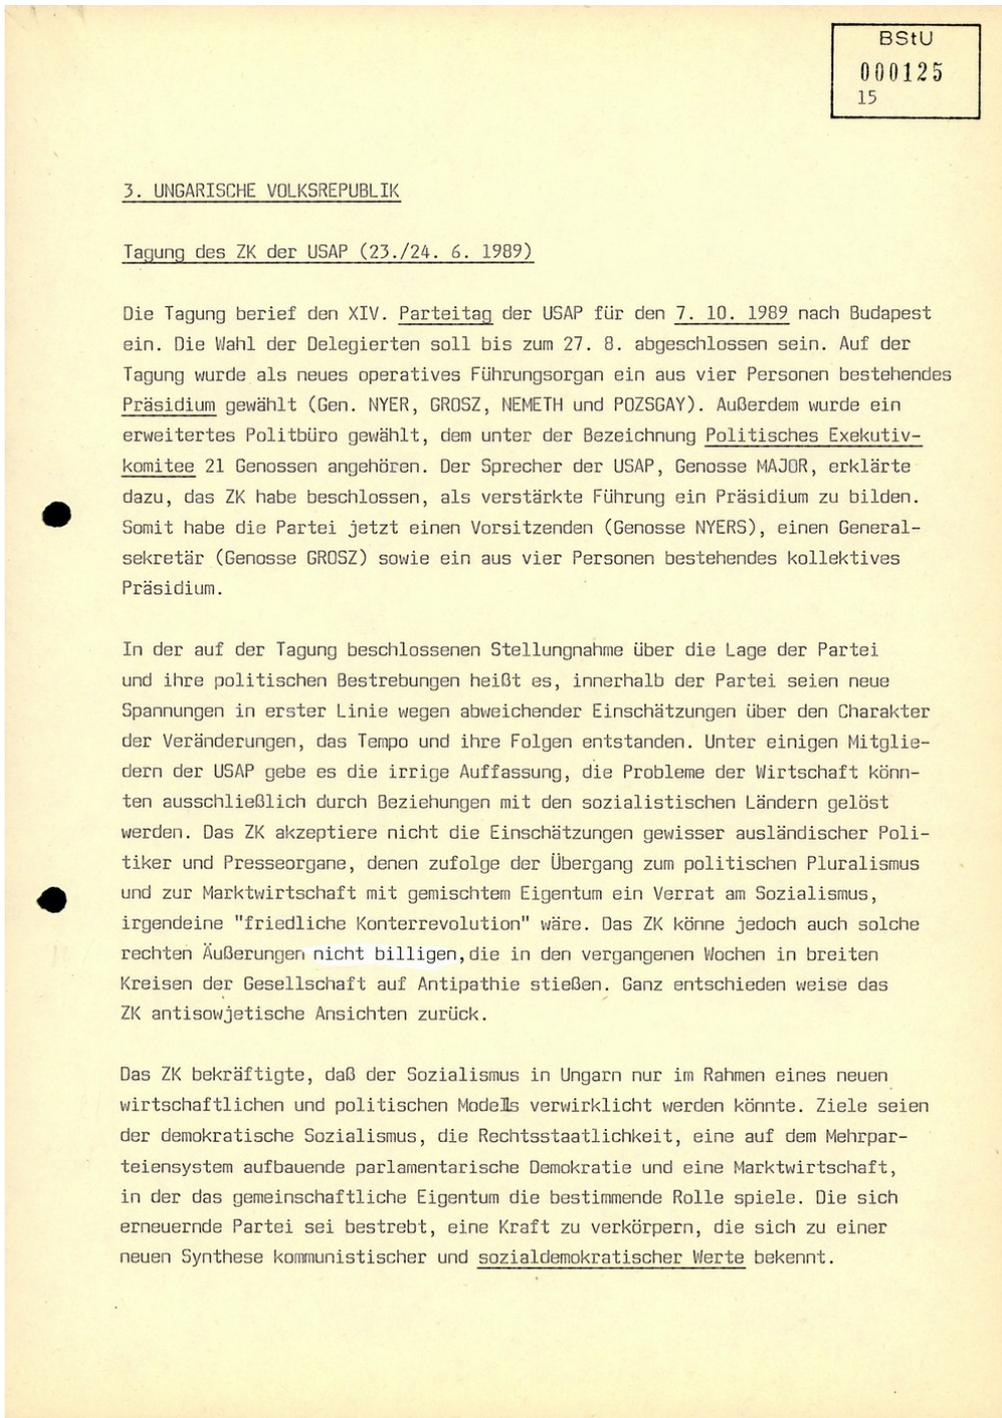 BStU
000125
15
3. UNGARISCHE VOLKSREPUBLIK
Tagung des ZK der USAP (23./24. 6. 1989)
Die Tagung berief den XIV. Parteitag der USAP für den 7. 10. 1989 nach Budapest
ein. Die Wahl der Delegierten soll bis zum 27. 8. abgeschlossen sein. Auf der
Tagung wurde als neues operatives Führungsorgan ein aus vier Personen bestehendes
Präsidium gewählt (Gen. NYER, GROSZ, NEMETH und POZSGAY). Außerdem wurde ein
erweitertes Politbüro gewählt, dem unter der Bezeichnung Politisches Exekutiv-
komitee 21 Genossen angehören. Der Sprecher der USAP, Genosse MAJOR, erklärte
dazu, das ZK habe beschlossen, als verstärkte Führung ein Präsidium zu bilden.
Somit habe die Partei jetzt einen Vorsitzenden (Genosse NYERS), einen General-
sekretär (Genosse GROSZ) sowie ein aus vier Personen bestehendes kollektives
Präsidium.
In der auf der Tagung beschlossenen Stellungnahme über die Lage der Partei
und ihre politischen Bestrebungen heißt es, innerhalb der Partei seien neue
Spannungen in erster Linie wegen abweichender Einschätzungen über den Charakter
der Veränderungen, das Tempo und ihre Folgen entstanden. Unter einigen Mitglie-
dern der USAP gebe es die irrige Auffassung, die Probleme der Wirtschaft könn-
ten ausschließlich durch Beziehungen mit den sozialistischen Ländern gelöst
werden. Das ZK akzeptiere nicht die Einschätzungen gewisser ausländischer Poli-
tiker und Presseorgane, denen zufolge der Übergang zum politischen Pluralismus
und zur Marktwirtschaft mit gemischtem Eigentum ein Verrat am Sozialismus,
irgendeine "friedliche Konterrevolution" wäre. Das ZK könne jedoch auch solche
rechten Äußerungen nicht billigen, die in den vergangenen Wochen in breiten
Kreisen der Gesellschaft auf Antipathie stießen. Ganz entschieden weise das
ZK antisowjetische Ansichten zurück.
Das ZK bekräftigte, daß der Sozialismus in Ungarn nur im Rahmen eines neuen
wirtschaftlichen und politischen Modells verwirklicht werden könnte. Ziele seien
der demokratische Sozialismus, die Rechtsstaatlichkeit, eine auf dem Mehrpar-
teiensystem aufbauende parlamentarische Demokratie und eine Marktwirtschaft,
in der das gemeinschaftliche Eigentum die bestimmende Rolle spiele. Die sich
erneuernde Partei sei bestrebt, eine Kraft zu verkörpern, die sich zu einer
neuen Synthese kommunistischer und sozialdemokratischer Werte bekennt.